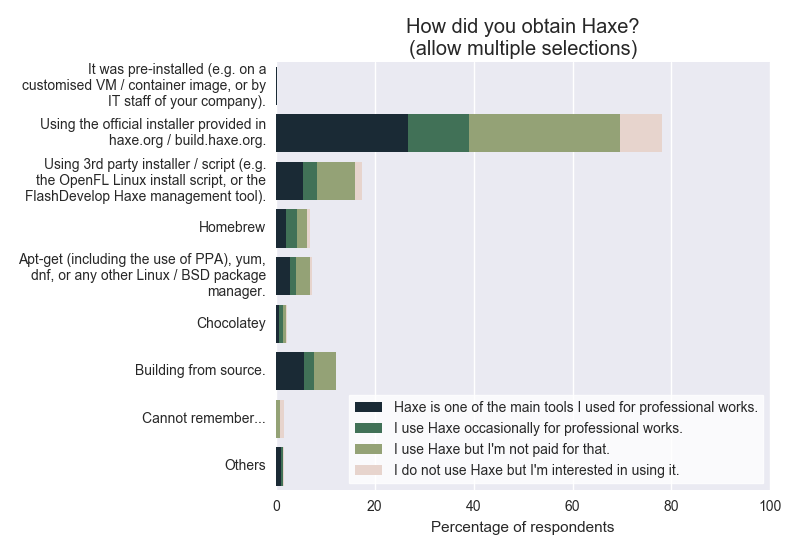 How did you obtain Haxe?
(allow multiple selections)
It was pre-installed (e.g. on a
customised VM / container image, or by
IT staff of your company).
Using the official installer provided in
haxe.org / build.haxe.org.
Using 3rd party installer / script (e.g.
the OpenFL Linux install script, or the
FlashDevelop Haxe management tool).
Homebrew
Apt-get (including the use of PPA), yum,
dnf, or any other Linux / BSD package
manager.
Chocolatey
Building from source.
Cannot remember...
Others
Haxe is one of the main tools I used for professional works.
I use Haxe occasionally for professional works.
I use Haxe but I'm not paid for that.
I do not use Haxe but I'm interested in using it.
0 20 40 60 80 100
Percentage of respondents